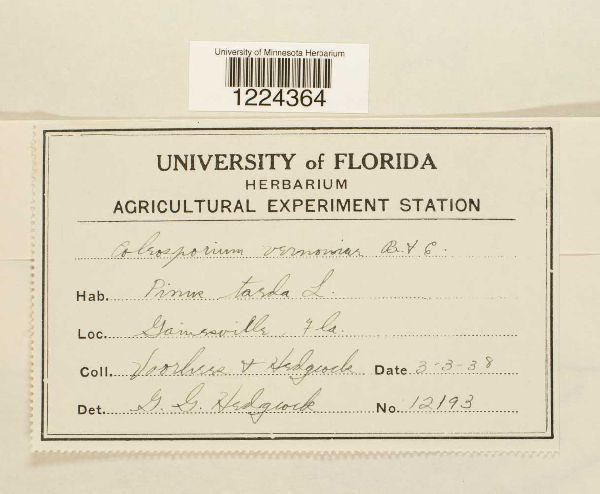 University of Minnesota Herbarium
1224364
UNIVERSITY of FLORIDA
HERBARIUM
AGRICULTURAL EXPERIMENT STATION
Coleosporium vernoniae B & C.
Hab. Pinus taeda L.
Loc. Gainesville, Fla.
Coll. Voorhees & Hedgcock Date 3-3-38
Det. G. G. Hedgcock No. 12193